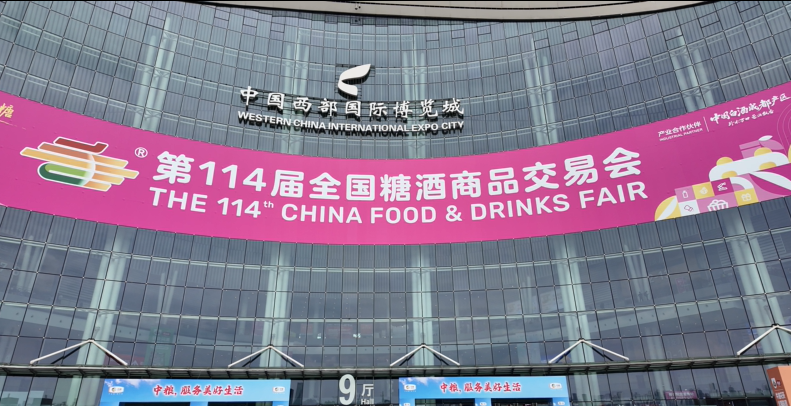 中国西部国际博览城
WESTERN CHINA INTERNATIONAL EXPO CITY
糖
产业合作伙伴
INDUSTRIAL PARTNER
中国白酒成都产区
®
第114届全国糖酒商品交易会
THE 114th CHINA FOOD & DRINKS FAIR
9厅
Hall
中粮,服务美好生活
中粮,服务美好生活